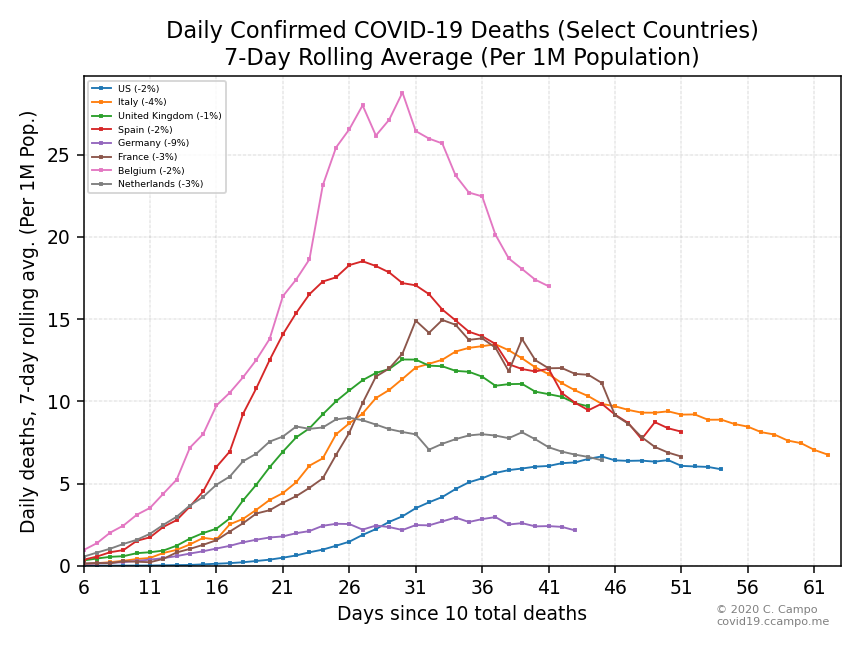 Daily Confirmed COVID-19 Deaths (Select Countries)
7-Day Rolling Average (Per 1M Population)
US (-2%)
Italy (-4%)
United Kingdom (-1%)
Spain (-2%)
Germany (-9%)
France (-3%)
Belgium (-2%)
Netherlands (-3%)
Daily deaths, 7-day rolling avg. (Per 1M Pop.)
25
20
15
10
5
0
6 11 16 21 26 31 36 41 46 51 56 61
Days since 10 total deaths
© 2020 C. Campo
covid19.ccampo.me